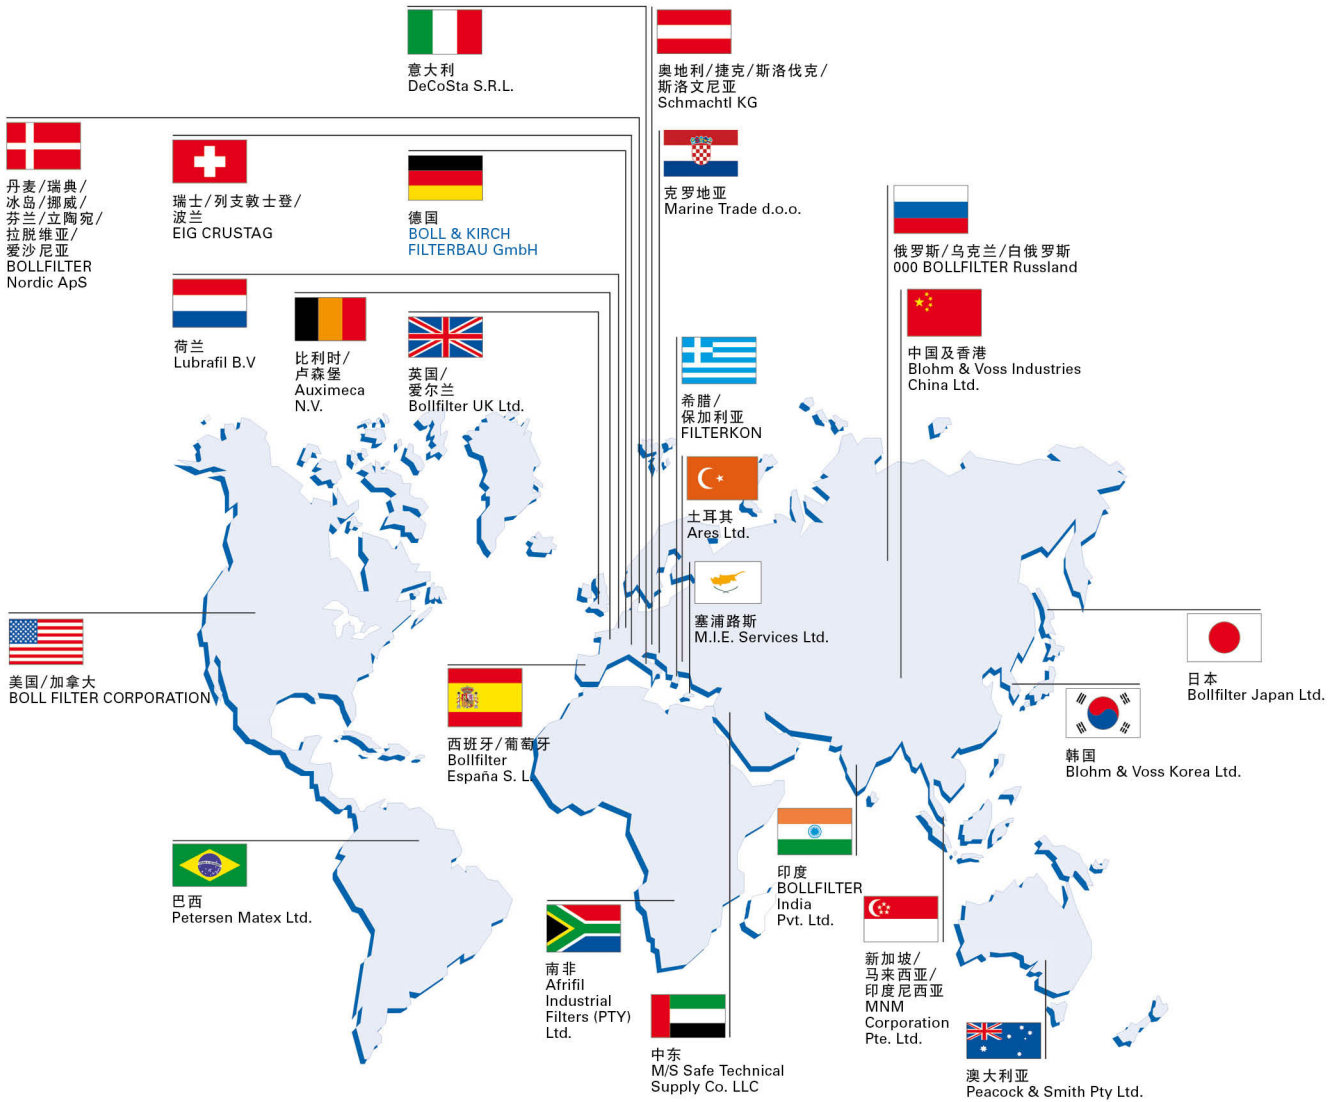 意大利
DeCoSta S.R.L.
奥地利/捷克/斯洛伐克/
斯洛文尼亚
Schmachtl KG
丹麦/瑞典/
冰岛/挪威/
芬兰/立陶宛/
拉脱维亚/
爱沙尼亚
BOLLFILTER
Nordic ApS
瑞士/列支敦士登/
波兰
EIG CRUSTAG
德国
BOLL & KIRCH
FILTERBAU GmbH
克罗地亚
Marine Trade d.o.o.
俄罗斯/乌克兰/白俄罗斯
000 BOLLFILTER Russland
荷兰
Lubrafil B.V
比利时/
卢森堡
Auximeca
N.V.
英国/
爱尔兰
Bollfilter UK Ltd.
希腊/
保加利亚
FILTERKON
中国及香港
Blohm & Voss Industries
China Ltd.
土耳其
Ares Ltd.
塞浦路斯
M.I.E. Services Ltd.
美国/加拿大
BOLL FILTER CORPORATION
西班牙/葡萄牙
Bollfilter
España S. L.
日本
Bollfilter Japan Ltd.
韩国
Blohm & Voss Korea Ltd.
巴西
Petersen Matex Ltd.
印度
BOLLFILTER
India
Pvt. Ltd.
南非
Afrifil
Industrial
Filters (PTY)
Ltd.
新加坡/
马来西亚/
印度尼西亚
MNM
Corporation
Pte. Ltd.
中东
M/S Safe Technical
Supply Co. LLC
澳大利亚
Peacock & Smith Pty Ltd.